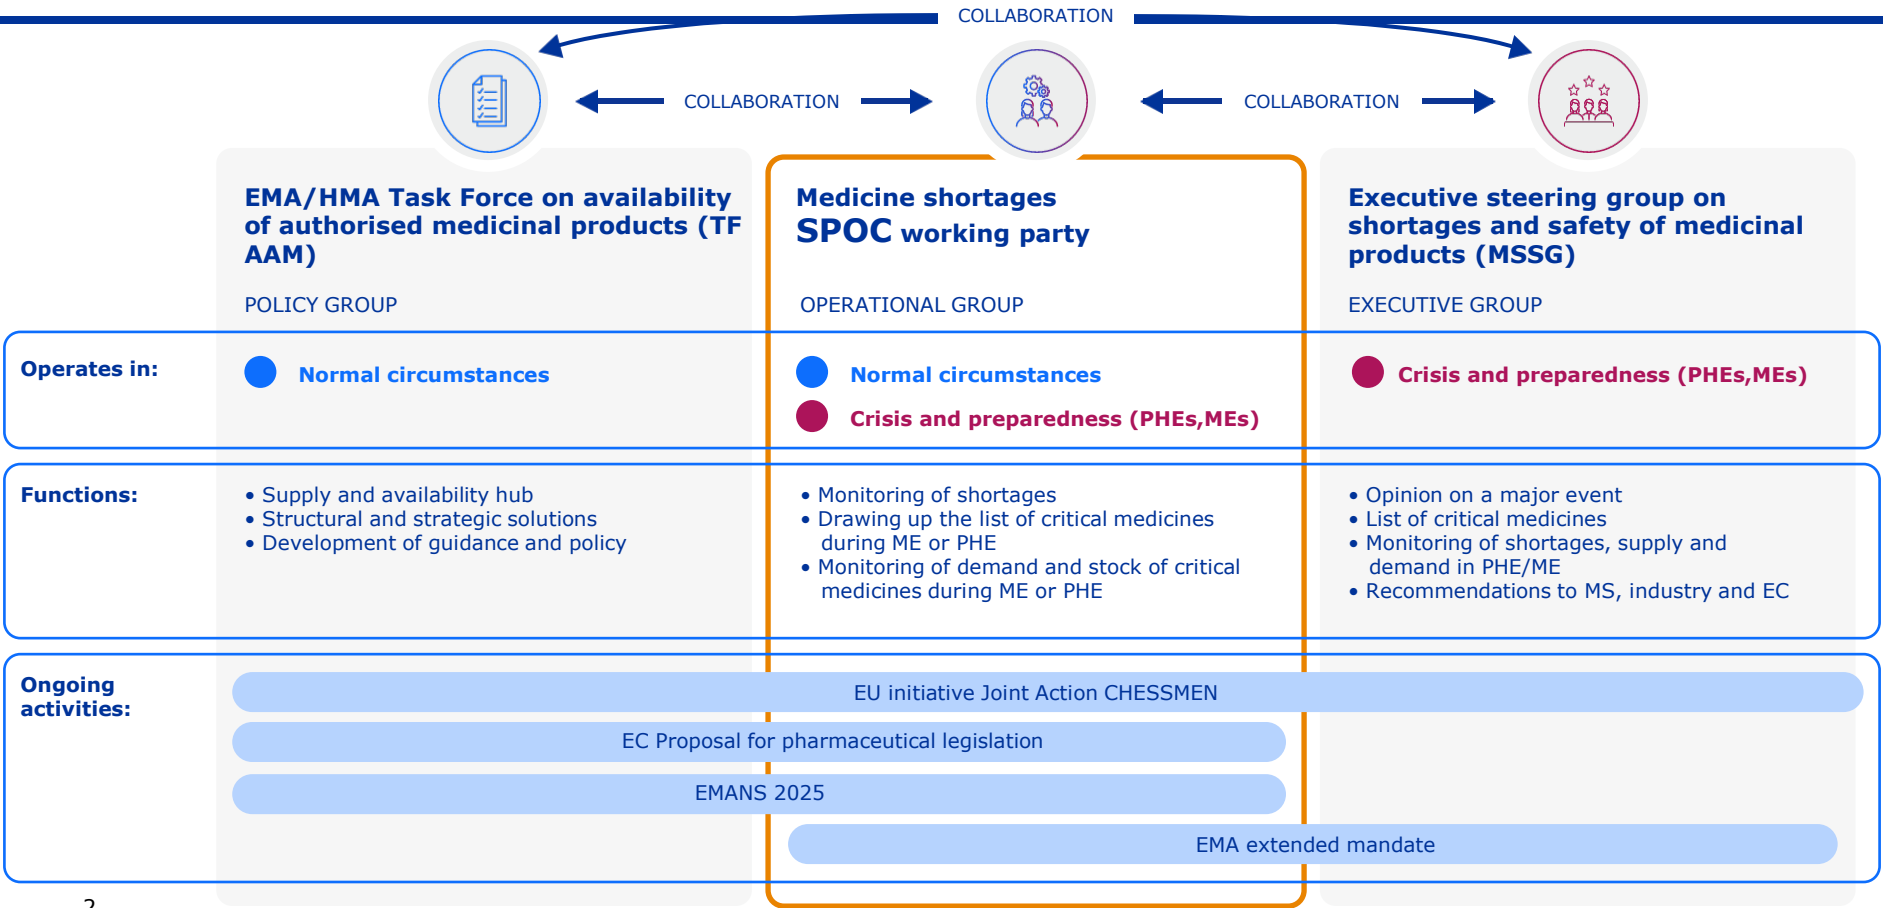 COLLABORATION
COLLABORATION
COLLABORATION
EMA/HMA Task Force on availability
of authorised medicinal products (TF
AAM)
POLICY GROUP
Medicine shortages
SPOC working party
OPERATIONAL GROUP
Executive steering group on
shortages and safety of medicinal
products (MSSG)
EXECUTIVE GROUP
Operates in:
Normal circumstances
Normal circumstances
Crisis and preparedness (PHEs,MEs)
Crisis and preparedness (PHEs,MEs)
Functions:
• Supply and availability hub
• Structural and strategic solutions
• Development of guidance and policy
• Monitoring of shortages
• Drawing up the list of critical medicines
during ME or PHE
• Monitoring of demand and stock of critical
medicines during ME or PHE
• Opinion on a major event
• List of critical medicines
• Monitoring of shortages, supply and
demand in PHE/ME
• Recommendations to MS, industry and EC
Ongoing
activities:
EU initiative Joint Action CHESSMEN
EC Proposal for pharmaceutical legislation
EMANS 2025
EMA extended mandate
2